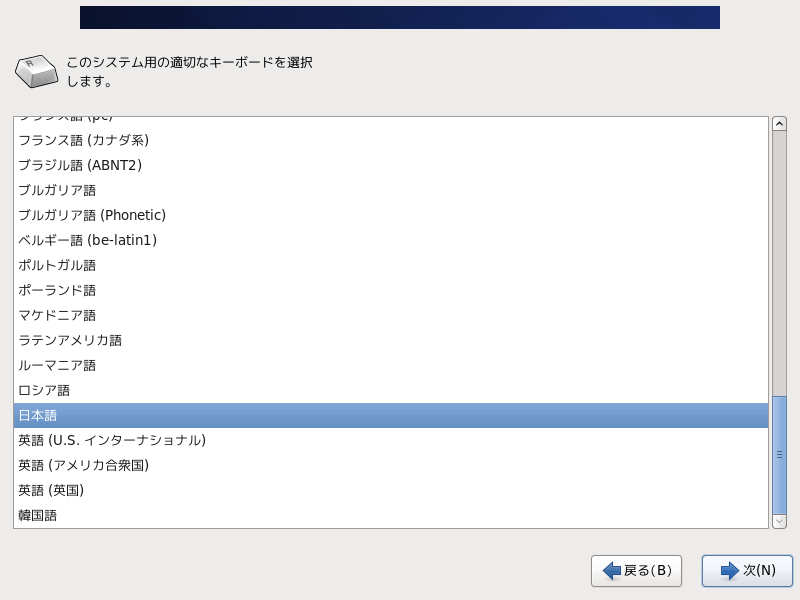 このシステム用の適切なキーボードを選択
します。
フランス語 (pc)
フランス語 (カナダ系)
ブラジル語 (ABNT2)
ブルガリア語
ブルガリア語 (Phonetic)
ベルギー語 (be-latin1)
ポルトガル語
ポーランド語
マケドニア語
ラテンアメリカ語
ルーマニア語
ロシア語
日本語
英語 (U.S. インターナショナル)
英語 (アメリカ合衆国)
英語 (英国)
韓国語
戻る(B)
次(N)